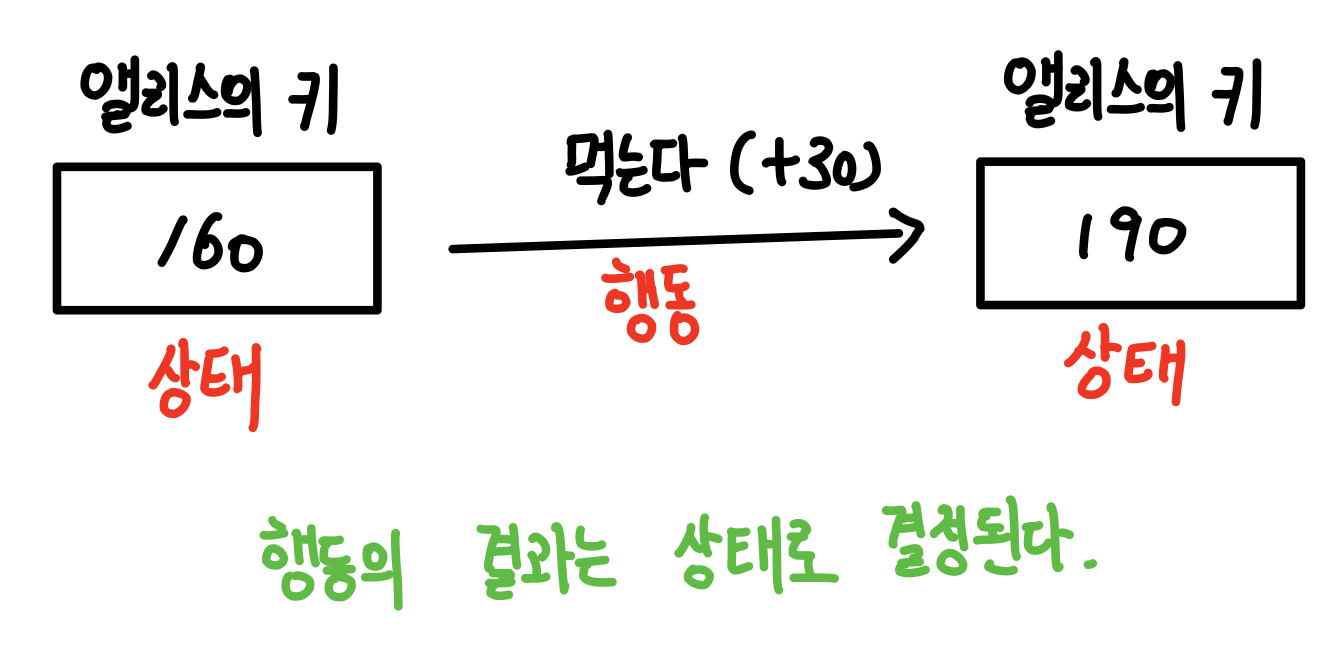 앨리스의 키
160
상태
먹는다 (+30)
행동
앨리스의 키
190
상태
행동의 결과는 상태로 결정된다.